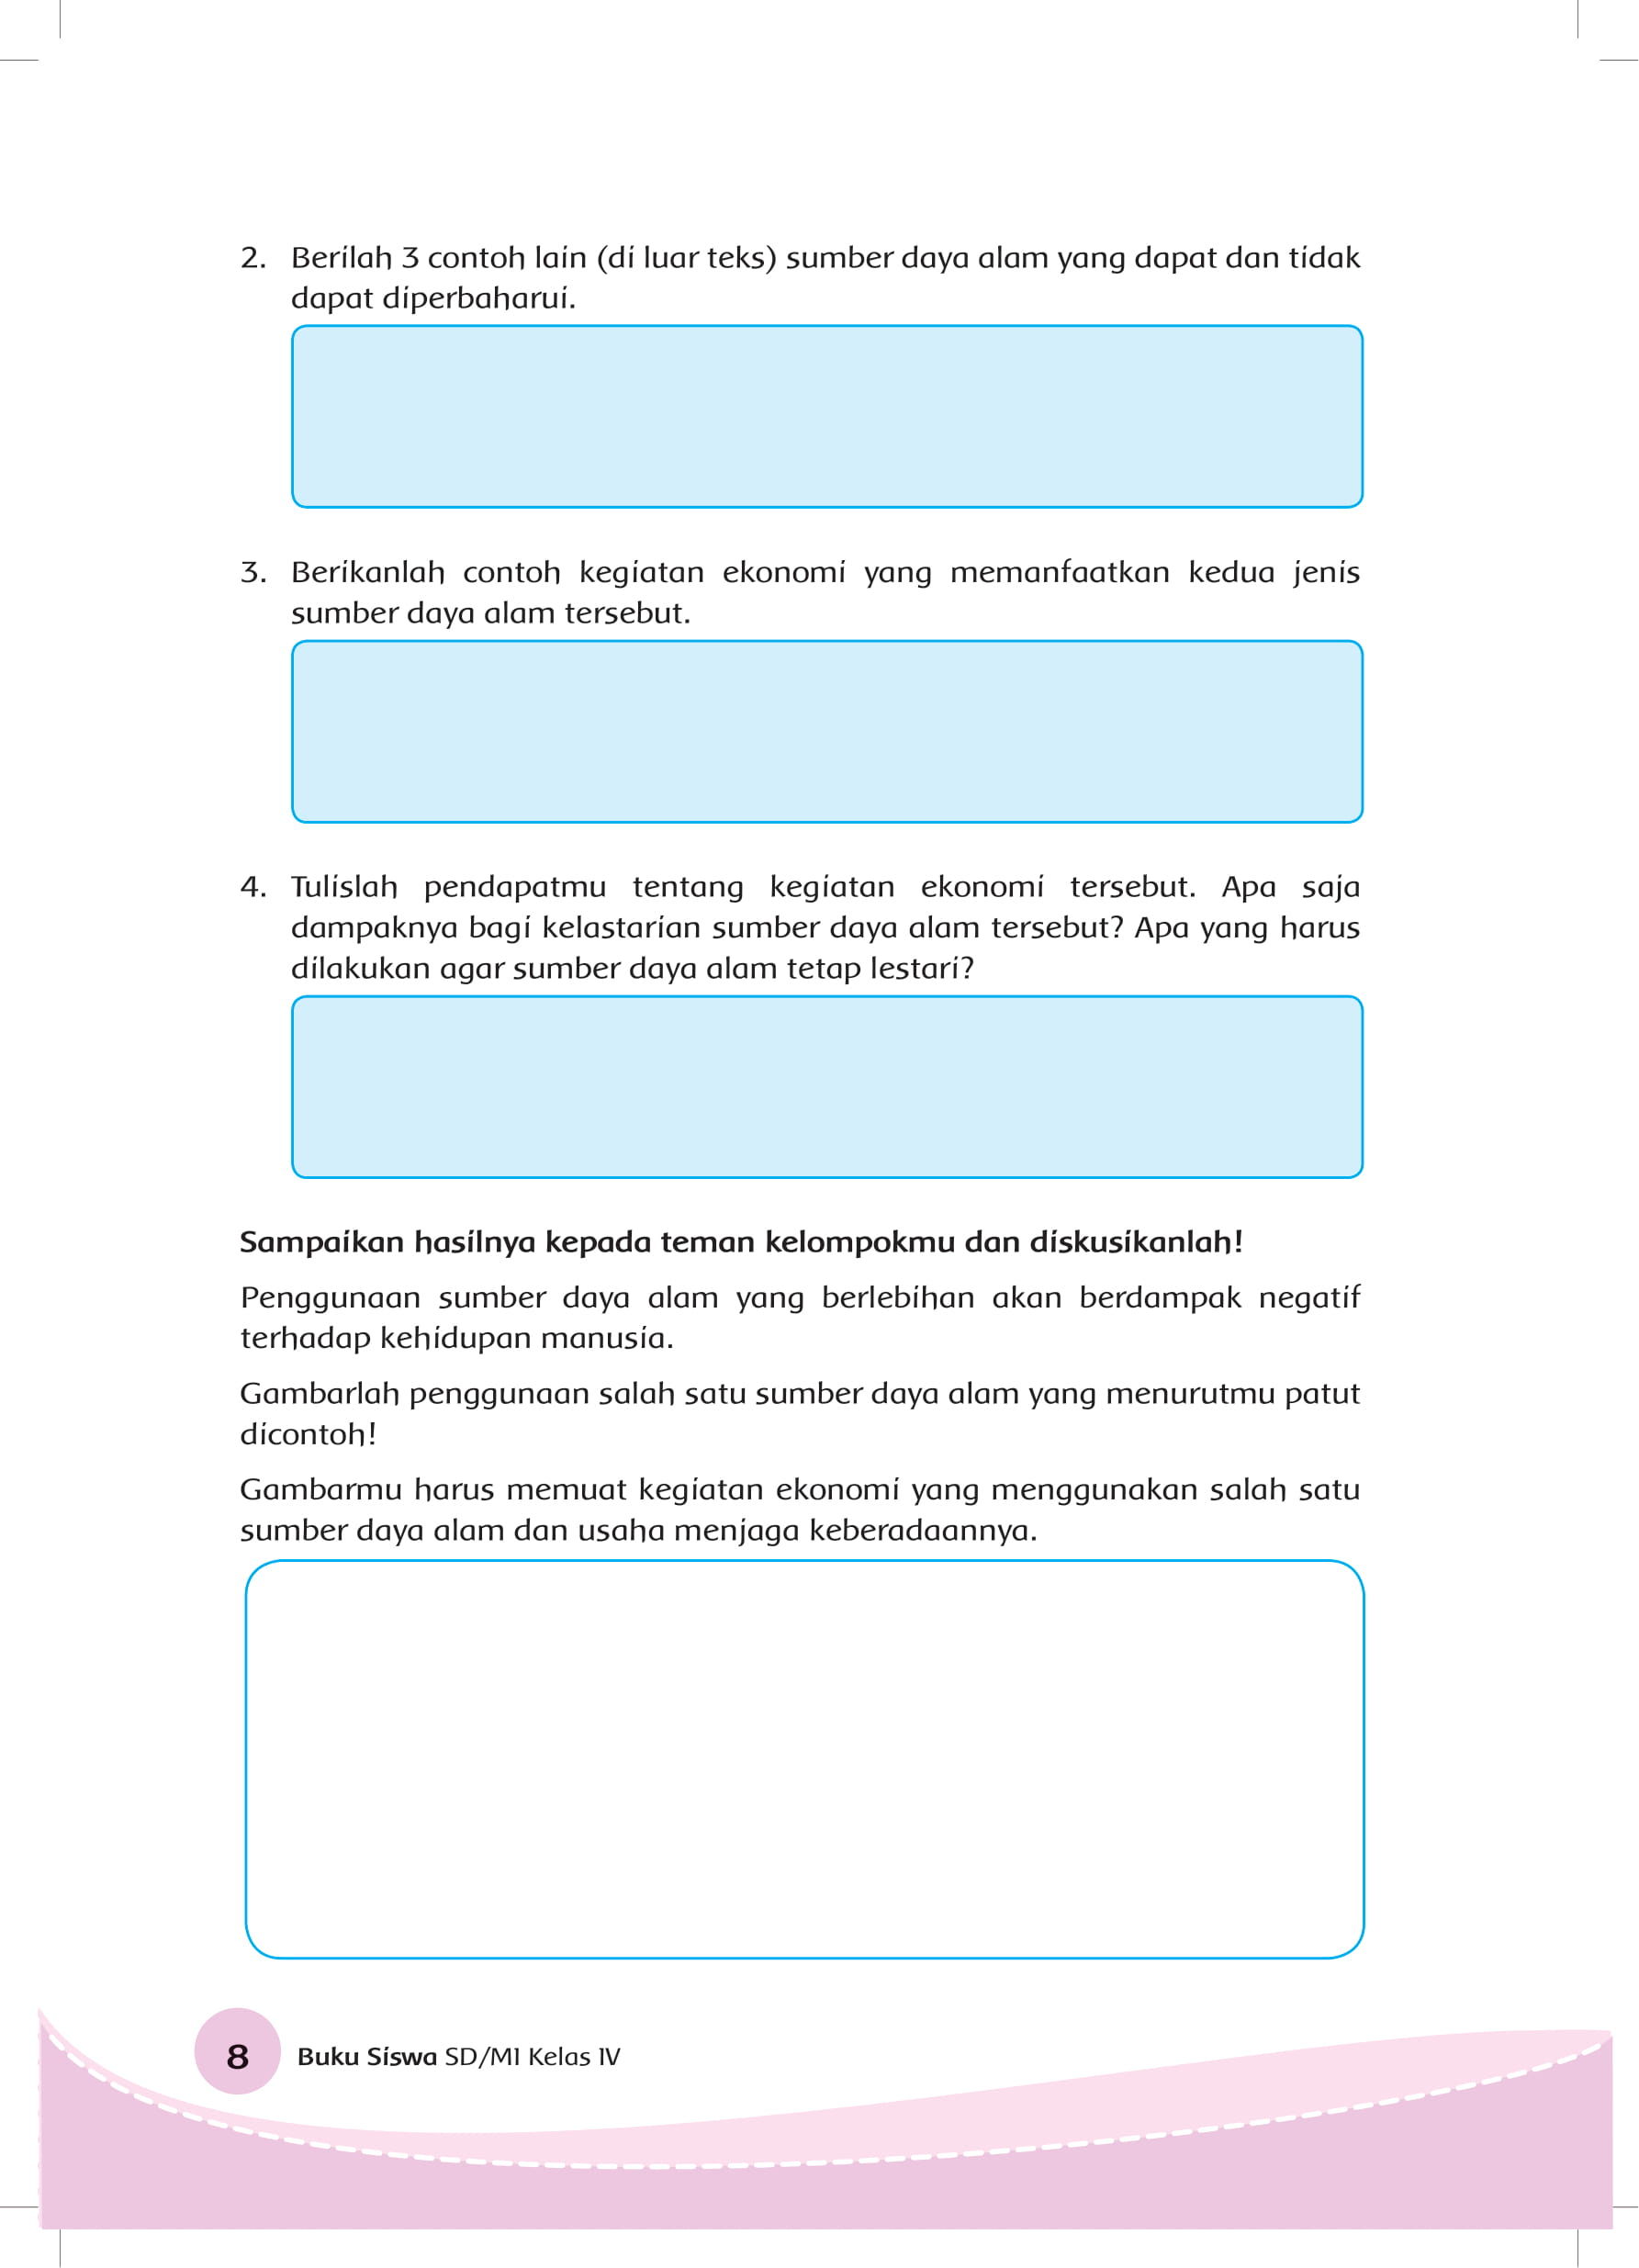 2. Berilah 3 contoh lain (di luar teks) sumber daya alam yang dapat dan tidak
dapat diperbaharui.
3. Berikanlah contoh kegiatan ekonomi yang memanfaatkan kedua jenis
sumber daya alam tersebut.
4. Tulislah pendapatmu tentang kegiatan ekonomi tersebut. Apa saja
dampaknya bagi kelastarian sumber daya alam tersebut? Apa yang harus
dilakukan agar sumber daya alam tetap lestari?
Sampaikan hasilnya kepada teman kelompokmu dan diskusikanlah!
Penggunaan sumber daya alam yang berlebihan akan berdampak negatif
terhadap kehidupan manusia.
Gambarlah penggunaan salah satu sumber daya alam yang menurutmu patut
dicontoh!
Gambarmu harus memuat kegiatan ekonomi yang menggunakan salah satu
sumber daya alam dan usaha menjaga keberadaannya.
8 Buku Siswa SD/MI Kelas IV